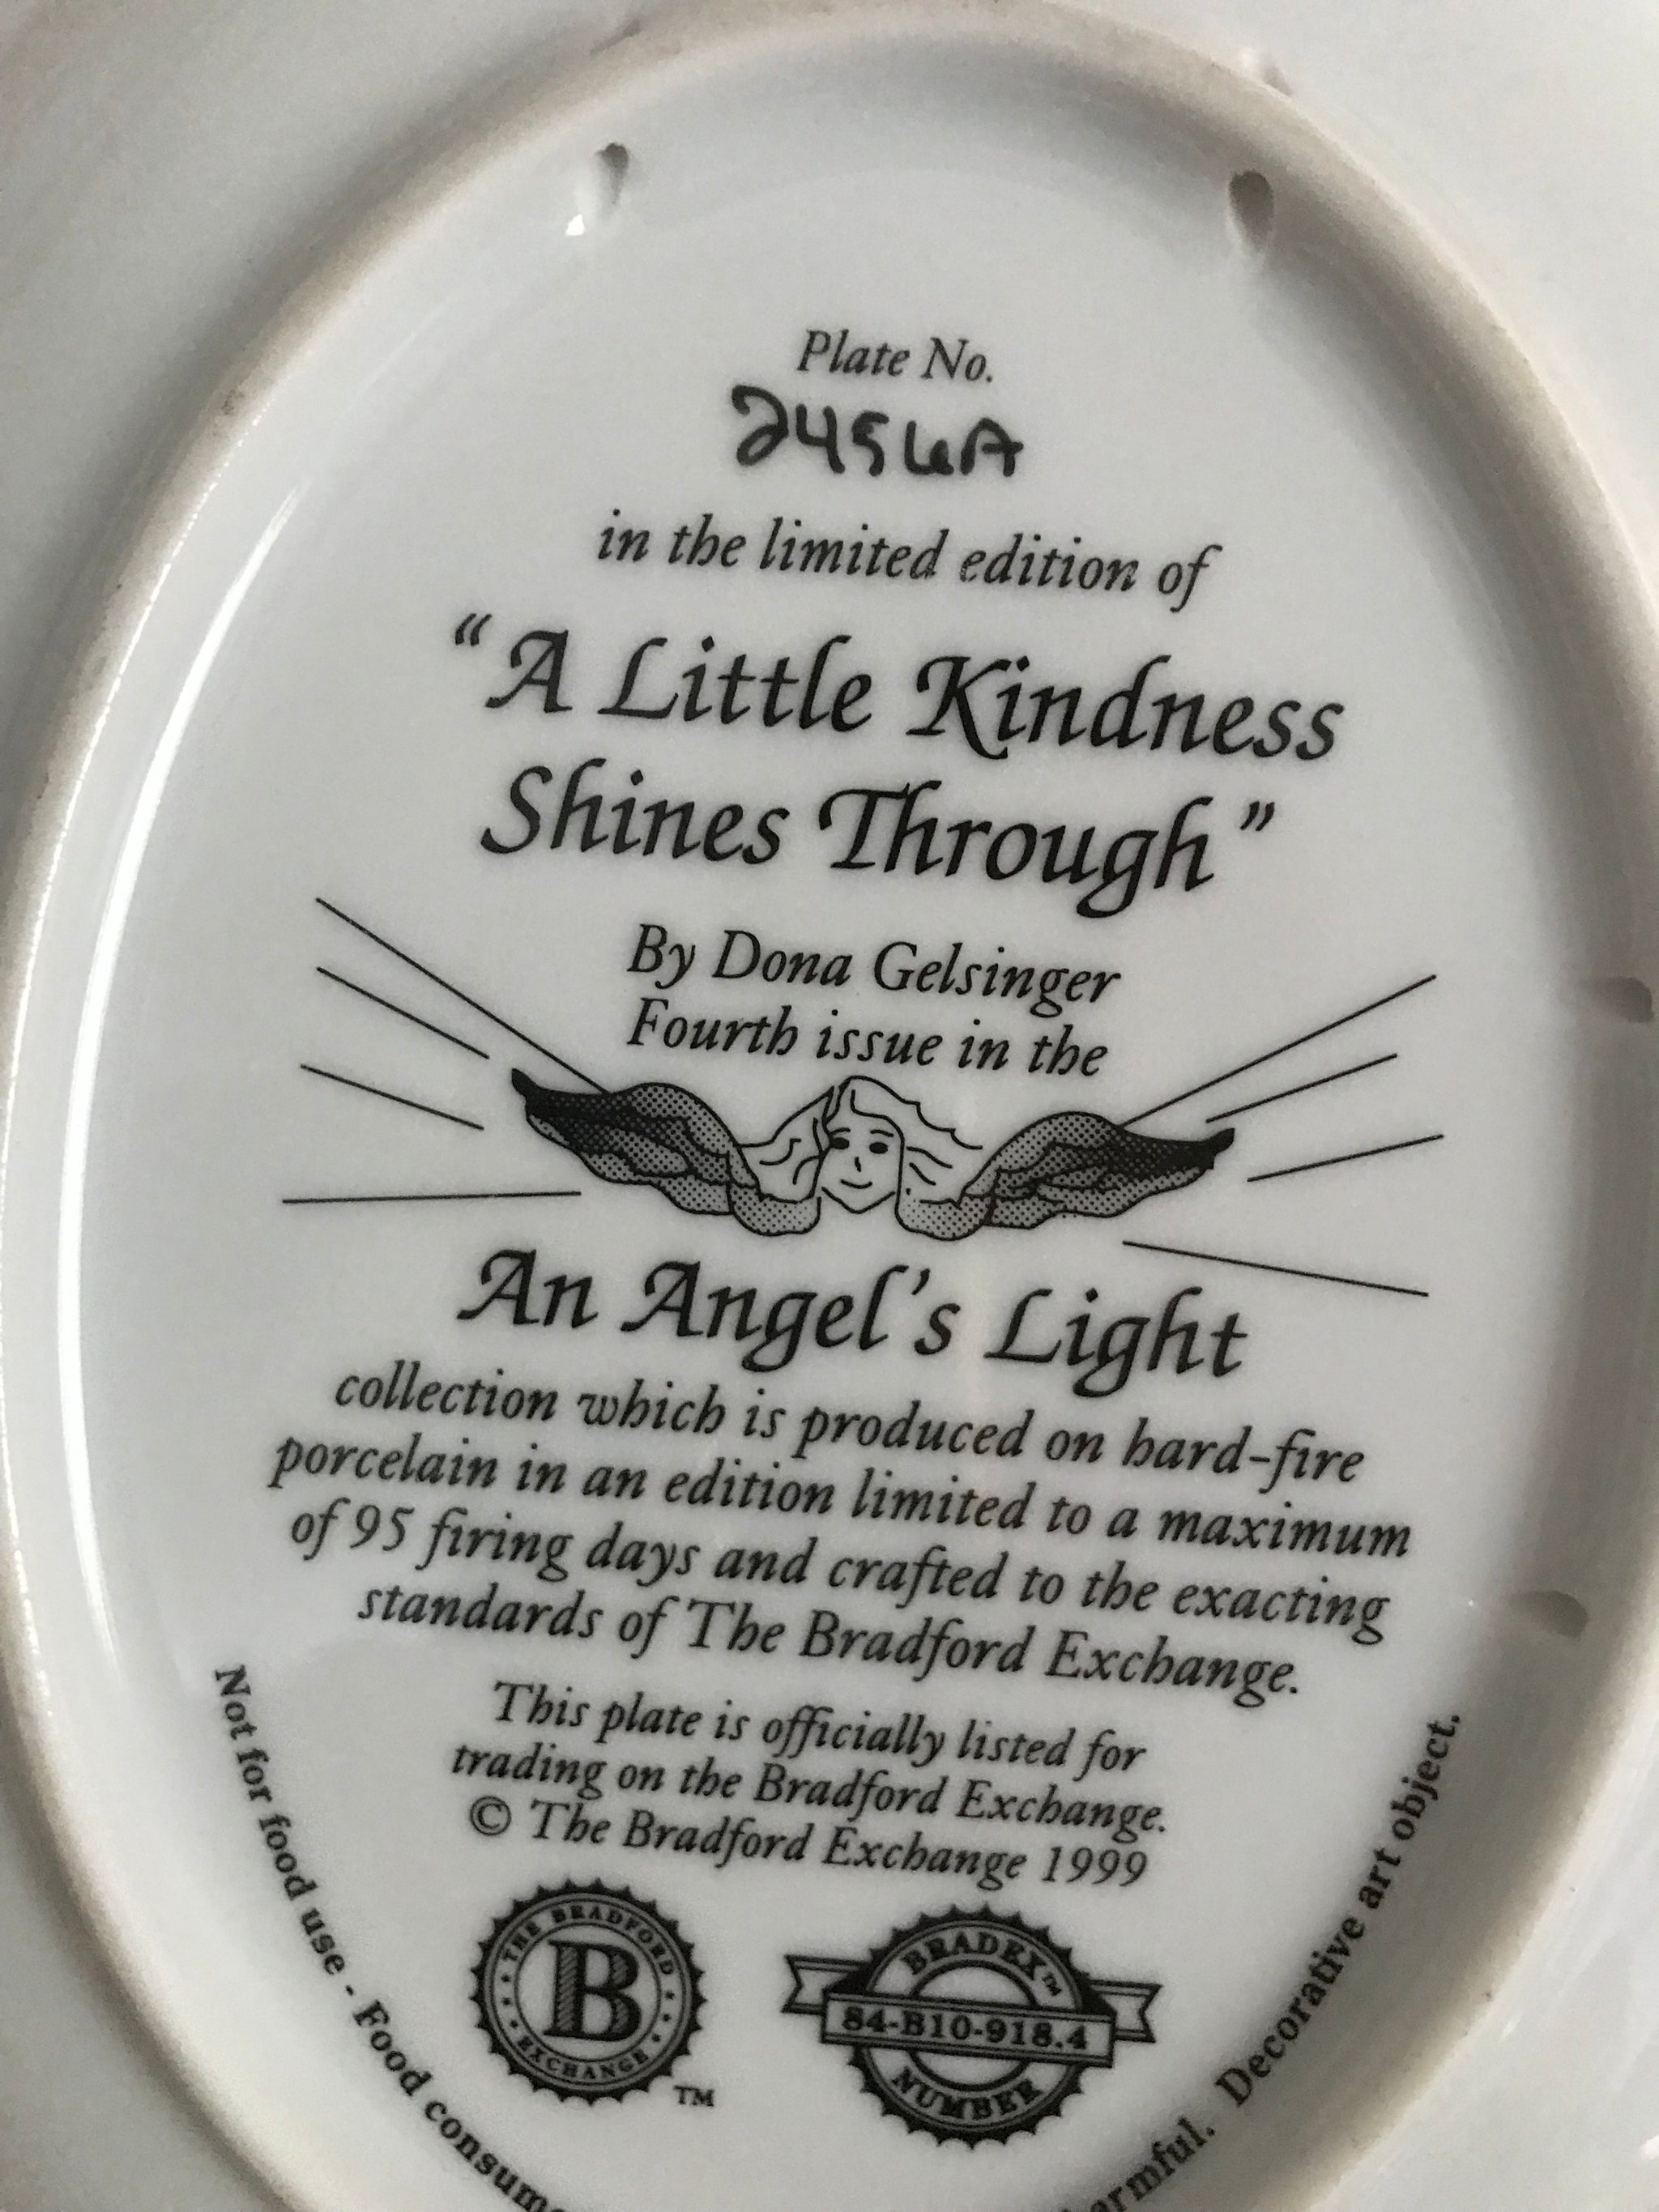 Plate No.
2456A
in the limited edition of
“A Little Kindness
Shines Through”
By Dona Gelsinger
Fourth issue in the
An Angel’s Light
collection which is produced on hard-fire
porcelain in an edition limited to a maximum
of 95 firing days and crafted to the exacting
standards of The Bradford Exchange.
This plate is officially listed for
trading on the Bradford Exchange.
© The Bradford Exchange 1999
THE BRADFORD
B
EXCHANGE
TM
BRADEX™
84-B10-918.4
NUMBER
Not for food use - Food
Decorative art object.